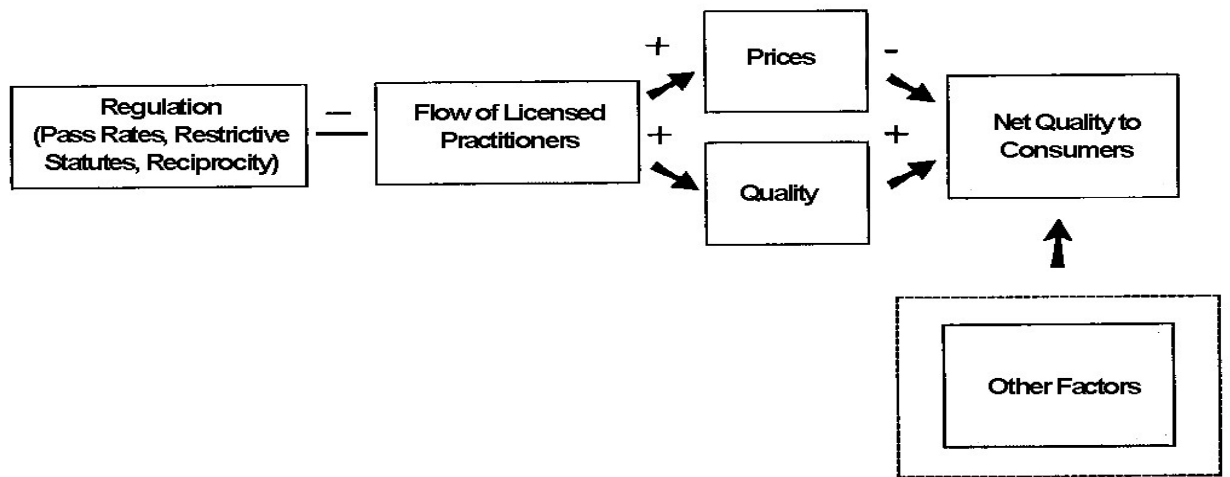 Regulation
(Pass Rates, Restrictive
Statutes, Reciprocity)
—
Flow of Licensed
Practitioners
+
+
Prices
Quality
-
+
Net Quality to
Consumers
Other Factors